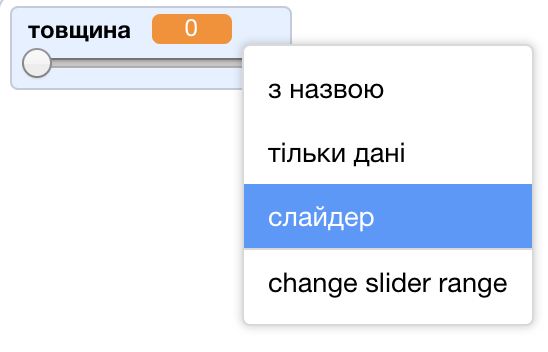 товщина 0
з назвою
тільки дані
слайдер
change slider range